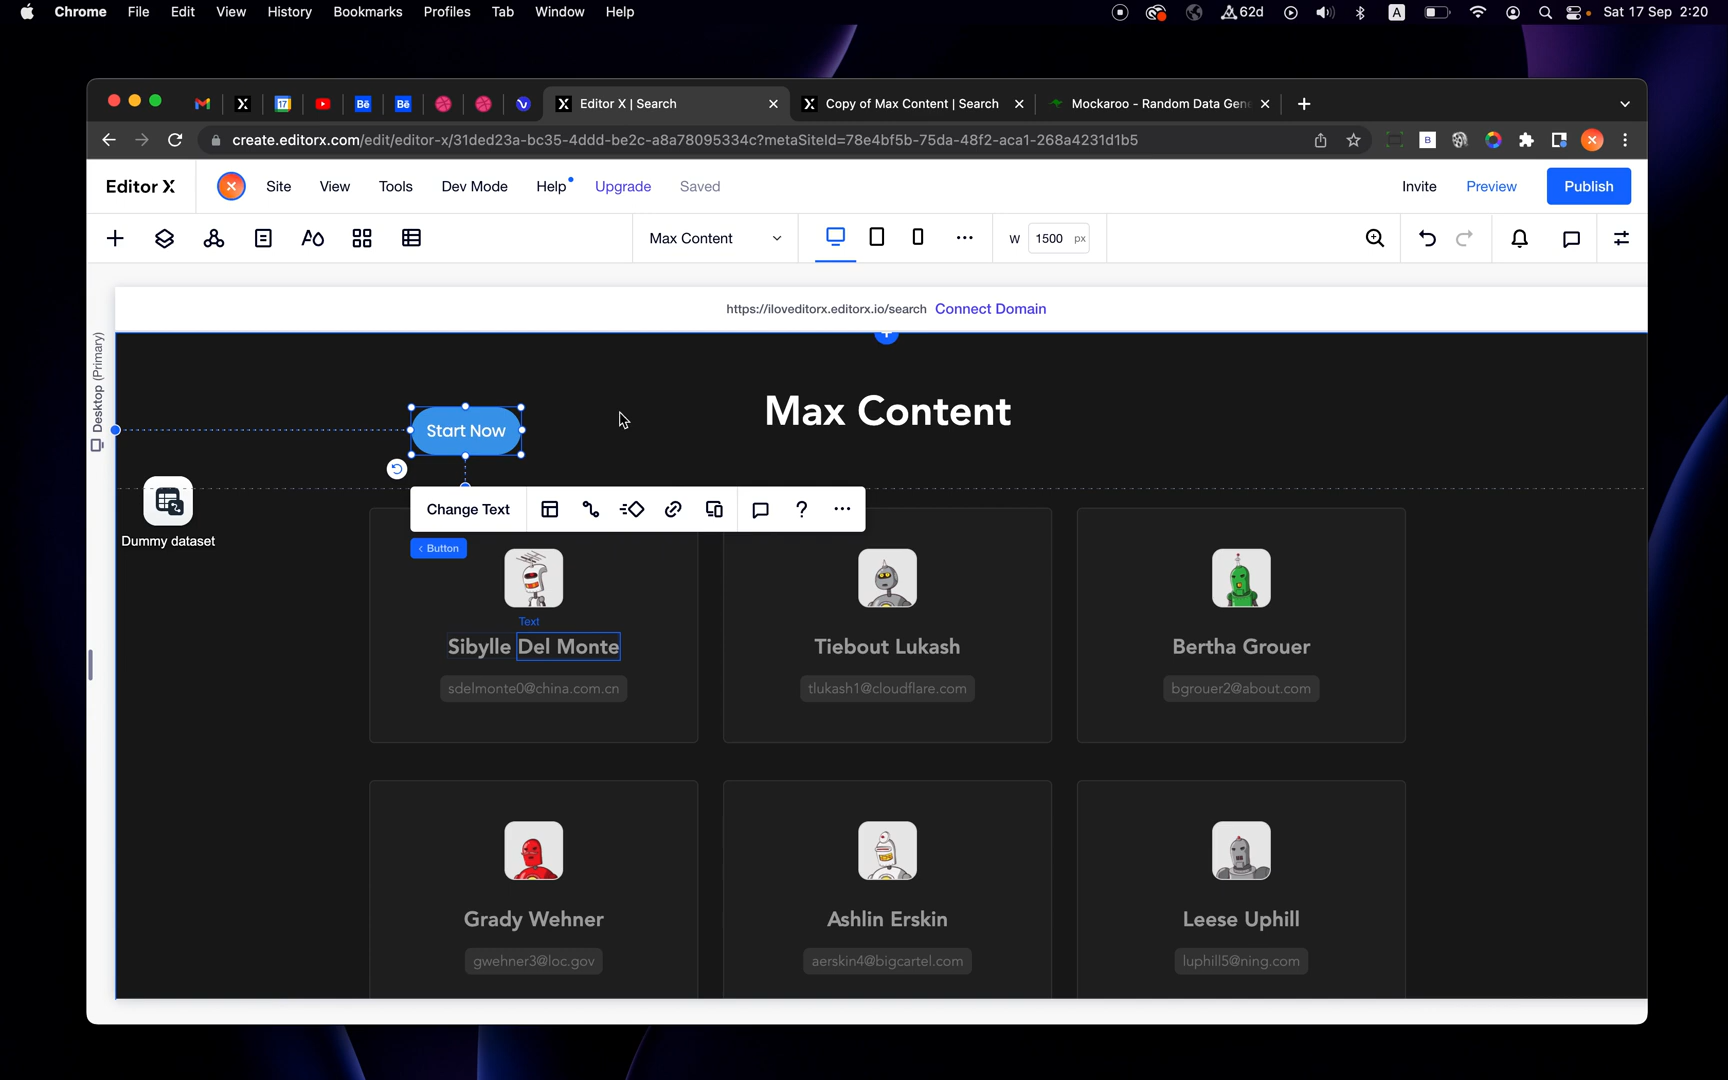 Chrome File Edit View History Bookmarks Profiles Tab Window Help
62d A Sat 17 Sep 2:20
17 Bē Bē Editor X | Search Copy of Max Content | Search Mockaroo - Random Data Gene
create.editorx.com/edit/editor-x/31ded23a-bc35-4ddd-be2c-a8a78095334c?metaSiteId=78e4bf5b-75da-48f2-aca1-268a4231d1b5
Editor X Site View Tools Dev Mode Help Upgrade Saved Invite Preview Publish
Max Content W 1500 px
https://iloveditorx.editorx.io/search Connect Domain
Desktop (Primary)
Max Content
Start Now
Change Text
Dummy dataset
< Button
Text
Sibylle Del Monte Tiebout Lukash Bertha Grouer
sdelmonte0@china.com.cn tlukash1@cloudflare.com bgrouer2@about.com
Grady Wehner Ashlin Erskin Leese Uphill
gwehner3@loc.gov aerskin4@bigcartel.com luphill5@ning.com